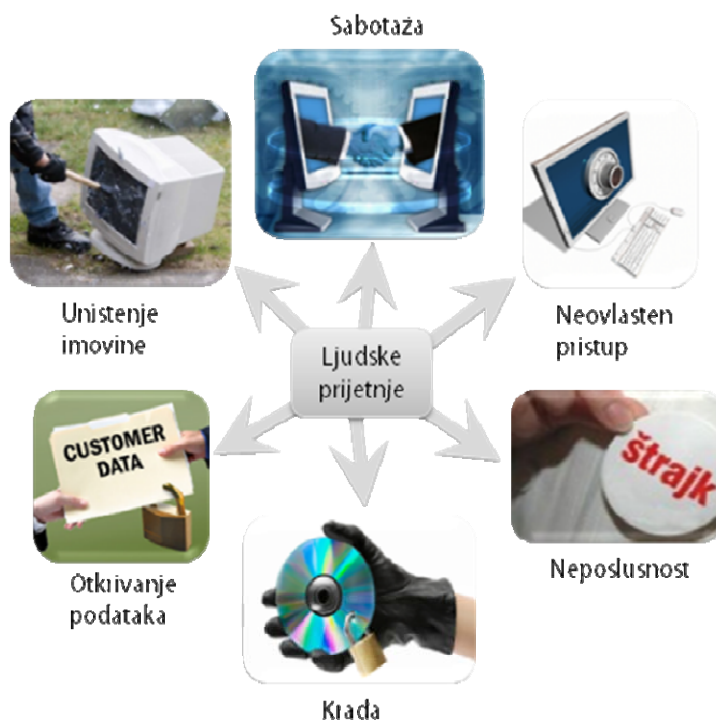 Sabotaža
Unistenje
imovine
Neovlasten
pristup
Ljudske
prijetnje
CUSTOMER
DATA
štrajk
Otkrivanje
podataka
Neposlusnost
Krada